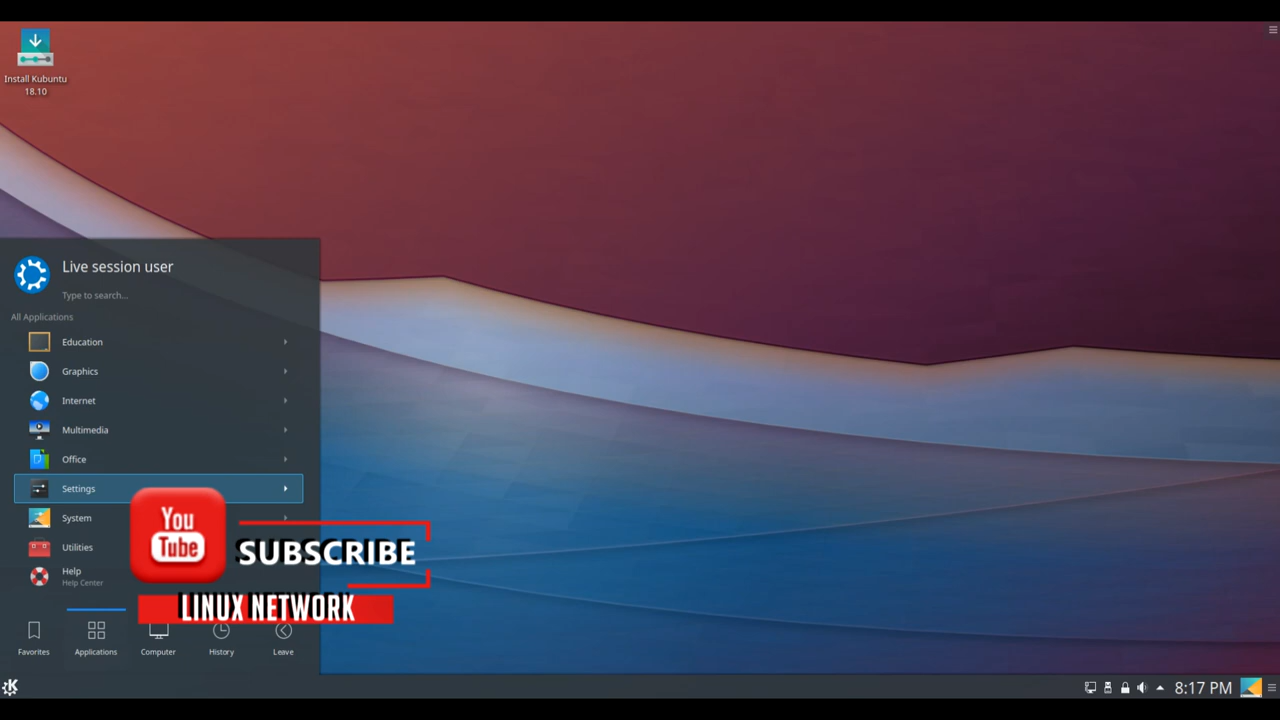 Install Kubuntu
18.10
Live session user
Type to search...
All Applications
Education
Graphics
Internet
Multimedia
Office
Settings
System
Utilities
Help
Help Center
You
Tube
SUBSCRIBE
LINUX NETWORK
Favorites
Applications
Computer
History
Leave
8:17 PM